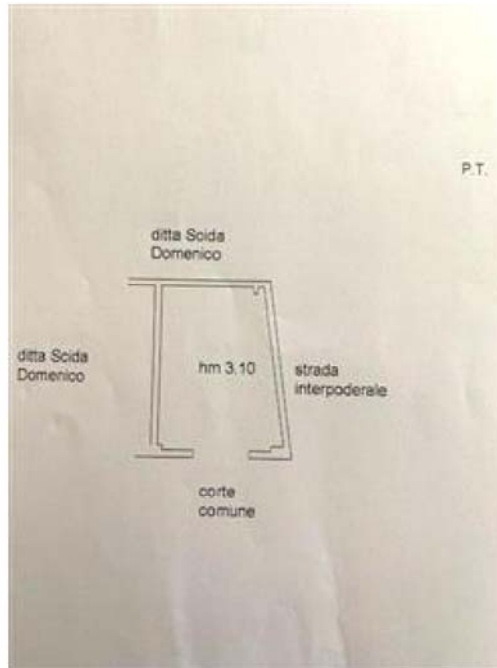 P.T.
ditta Scida
Domenico
ditta Scida
Domenico
hm 3.10
strada
interpoderale
corte
comune